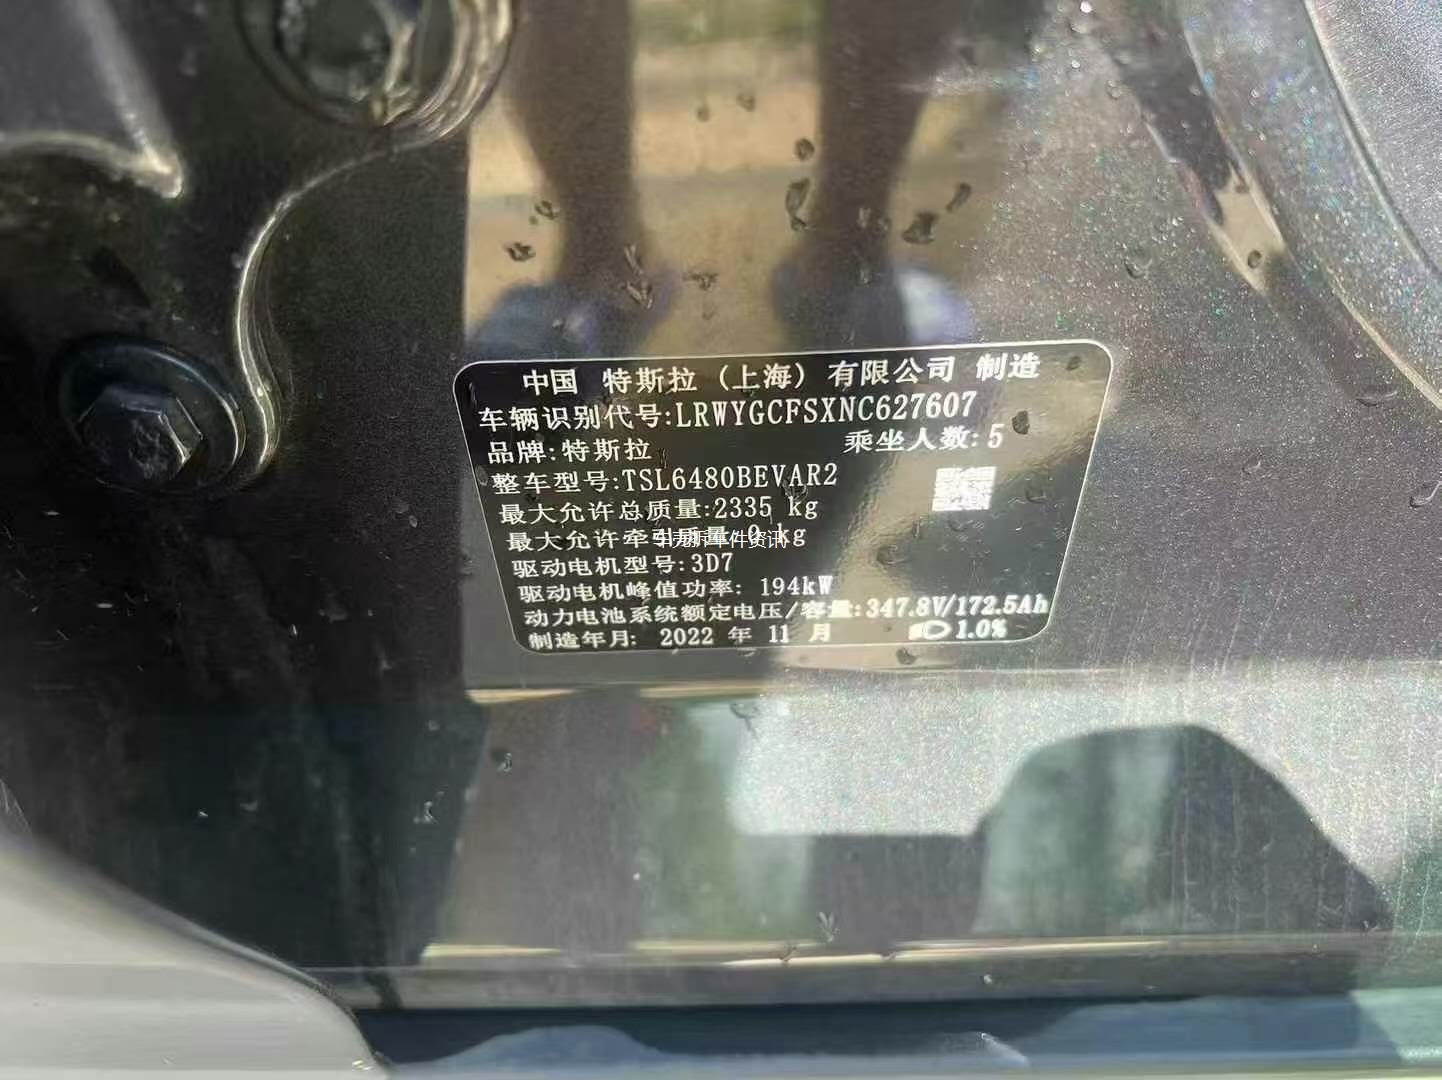 中国 特斯拉（上海）有限公司 制造
车辆识别代号:LRWYGCFSXNC627607
品牌:特斯拉 乘坐人数:5
整车型号:TSL6480BEVAR2
最大允许总质量:2335 kg
最大允许牵引质量:0 kg
驱动电机型号:3D7
驱动电机峰值功率: 194kW
动力电池系统额定电压/容量:347.8V/172.5Ah
制造年月: 2022 年 11 月 1.0%
拆车件资讯